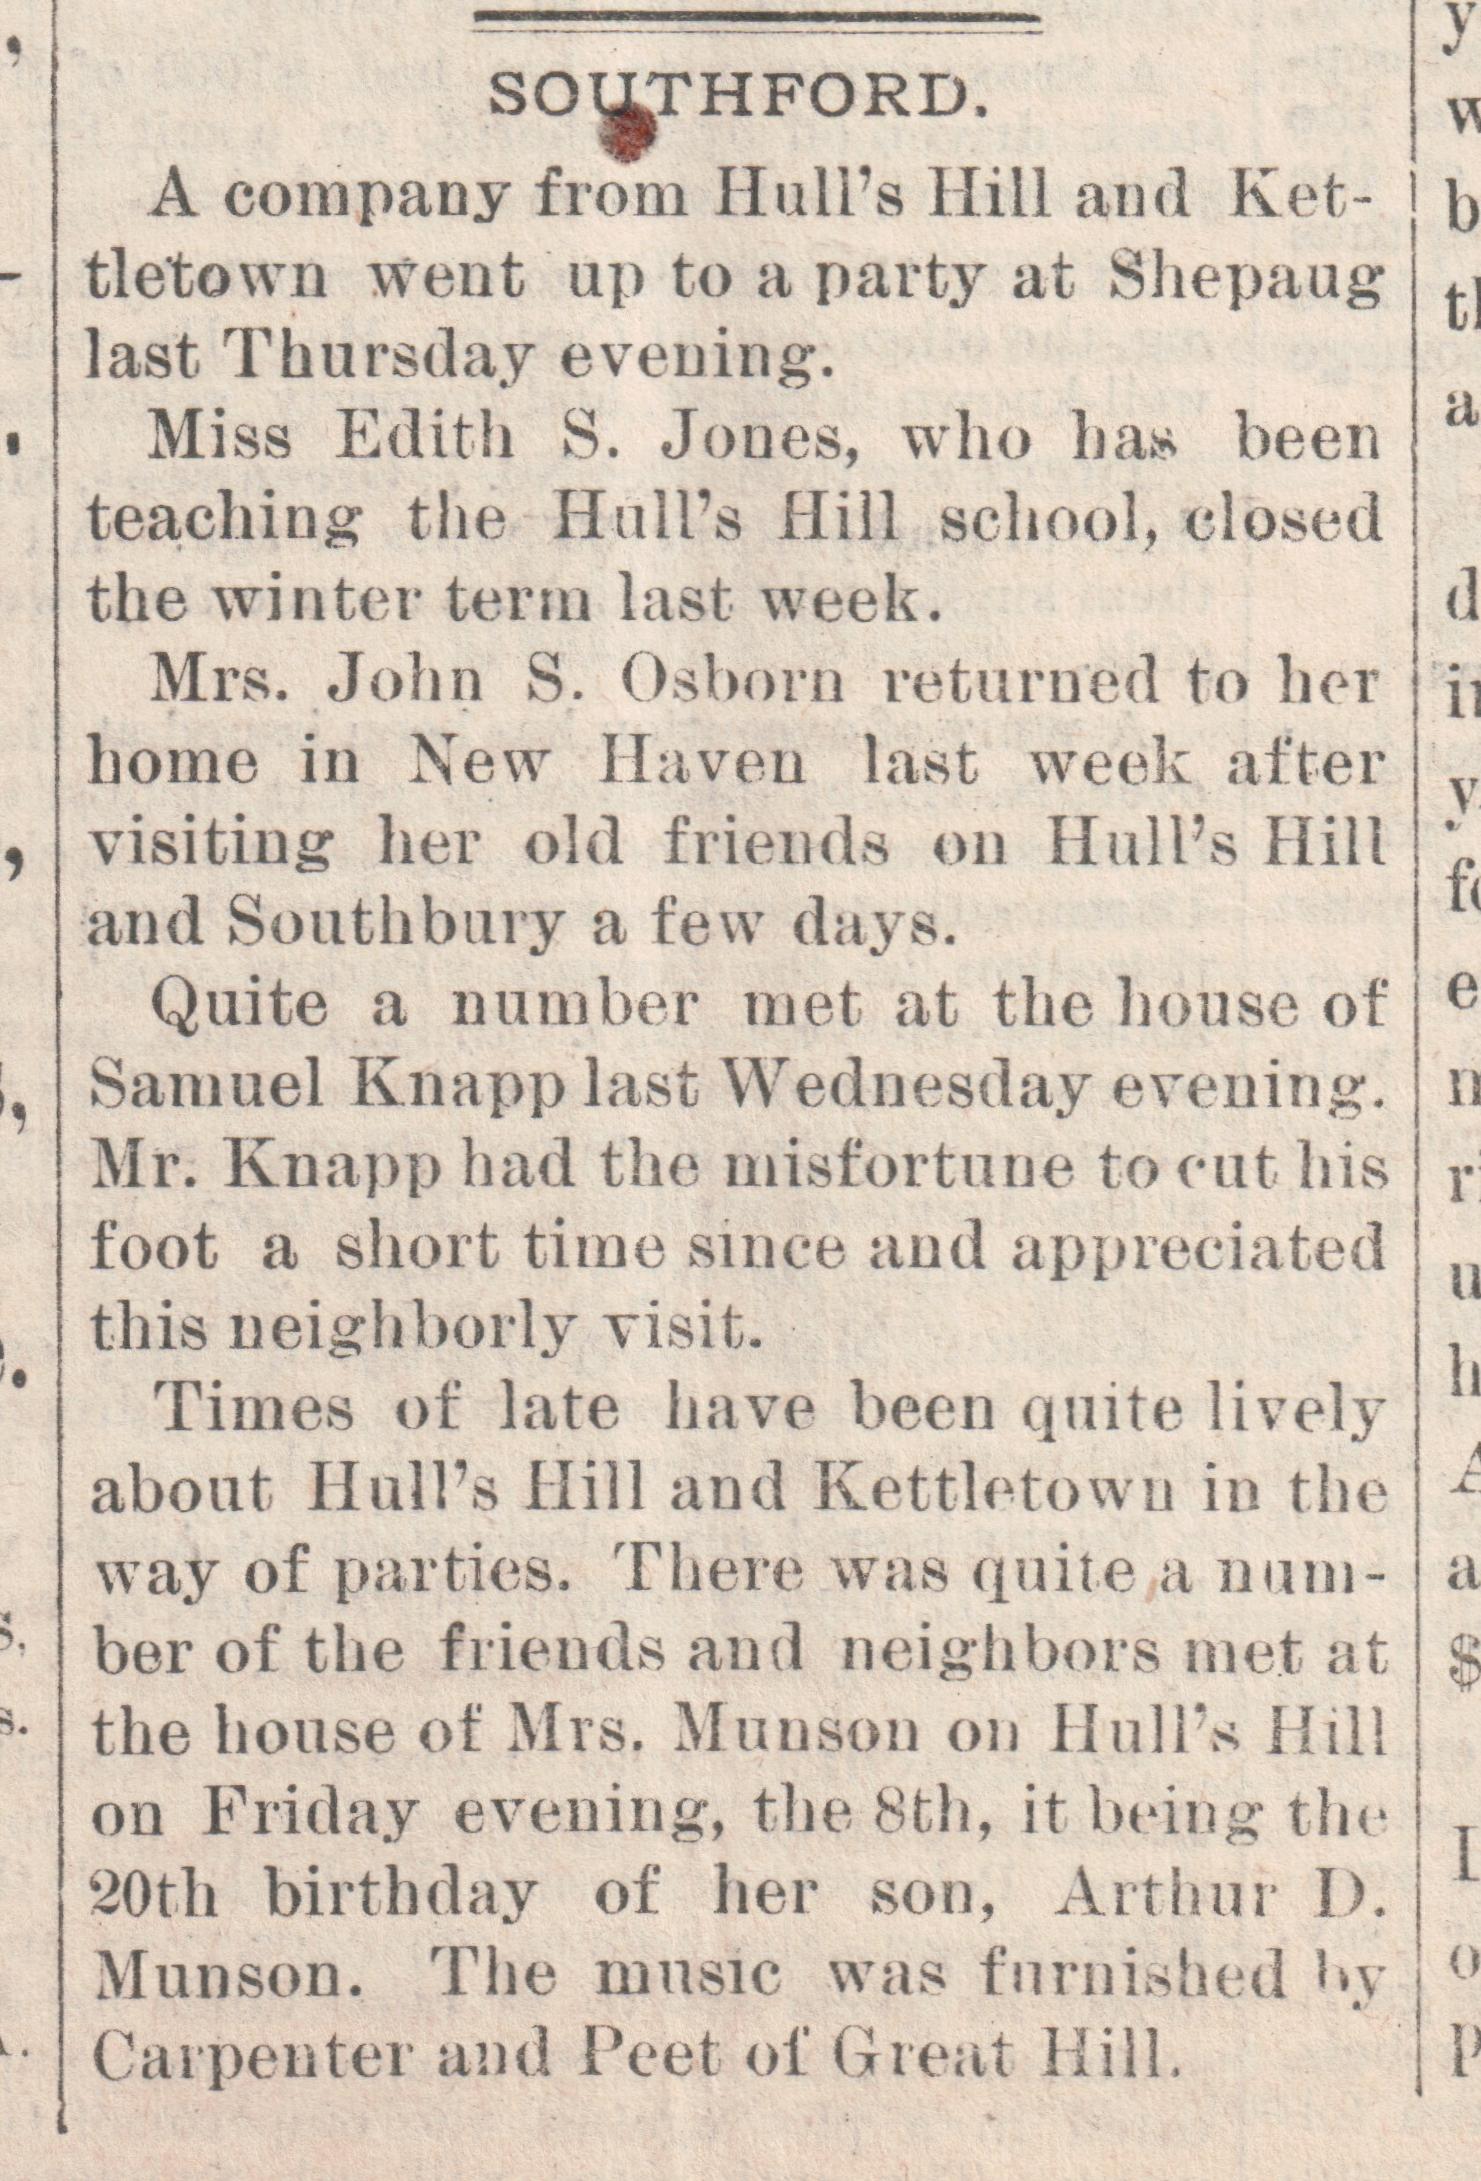 SOUTHFORD.
A company from Hull's Hill and Ket-
tletown went up to a party at Shepaug
last Thursday evening.
Miss Edith S. Jones, who has been
teaching the Hull's Hill school, closed
the winter term last week.
Mrs. John S. Osborn returned to her
home in New Haven last week after
visiting her old friends on Hull's Hill
and Southbury a few days.
Quite a number met at the house of
Samuel Knapp last Wednesday evening.
Mr. Knapp had the misfortune to cut his
foot a short time since and appreciated
this neighborly visit.
Times of late have been quite lively
about Hull's Hill and Kettletown in the
way of parties. There was quite a num-
ber of the friends and neighbors met at
the house of Mrs. Munson on Hull's Hill
on Friday evening, the 8th, it being the
20th birthday of her son, Arthur D.
Munson. The music was furnished by
Carpenter and Peet of Great Hill.